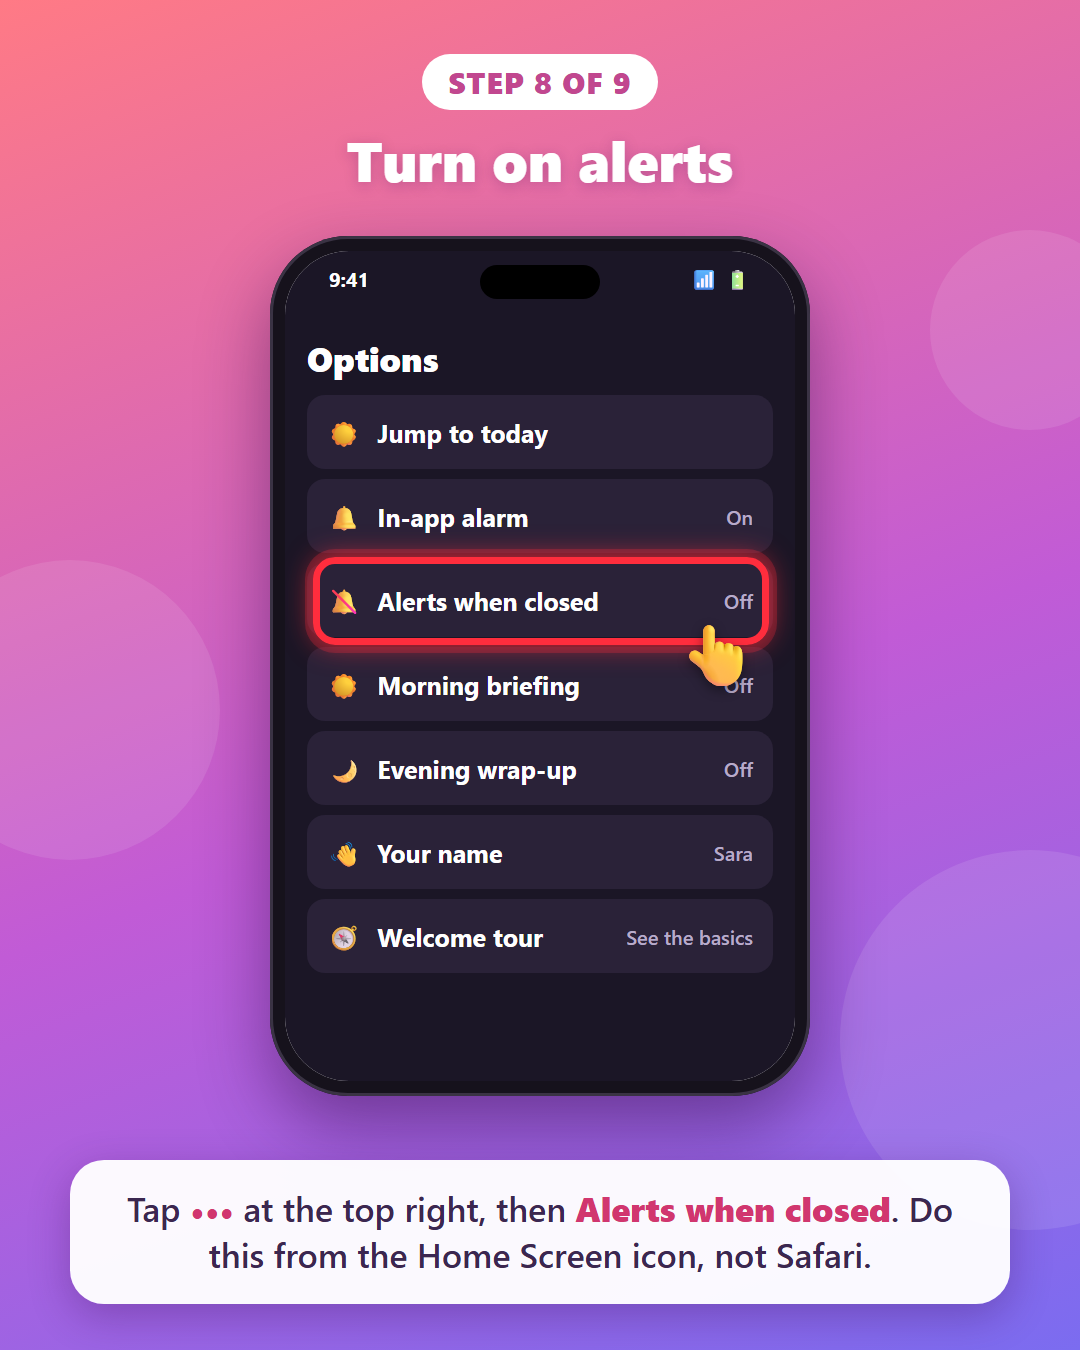 STEP 8 OF 9
Turn on alerts
9:41
Options
Jump to today
In-app alarm On
Alerts when closed Off
Morning briefing Off
Evening wrap-up Off
Your name Sara
Welcome tour See the basics
Tap ••• at the top right, then Alerts when closed. Do
this from the Home Screen icon, not Safari.